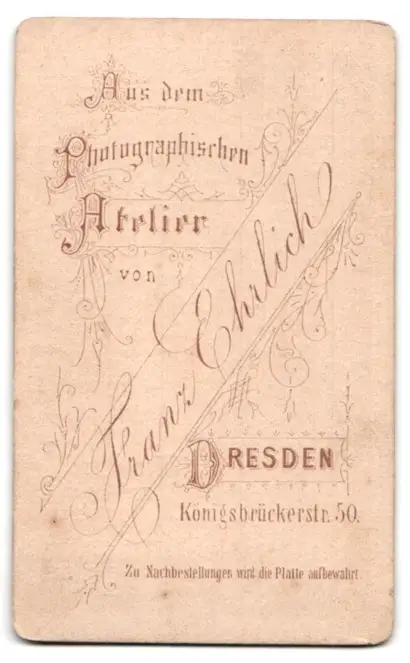 Aus dem
Photographischen
Atelier
von
Franz Ehrlich
DRESDEN
Königsbrückerstr. 50.
Zu Nachbestellungen wird die Platte aufbewahrt.